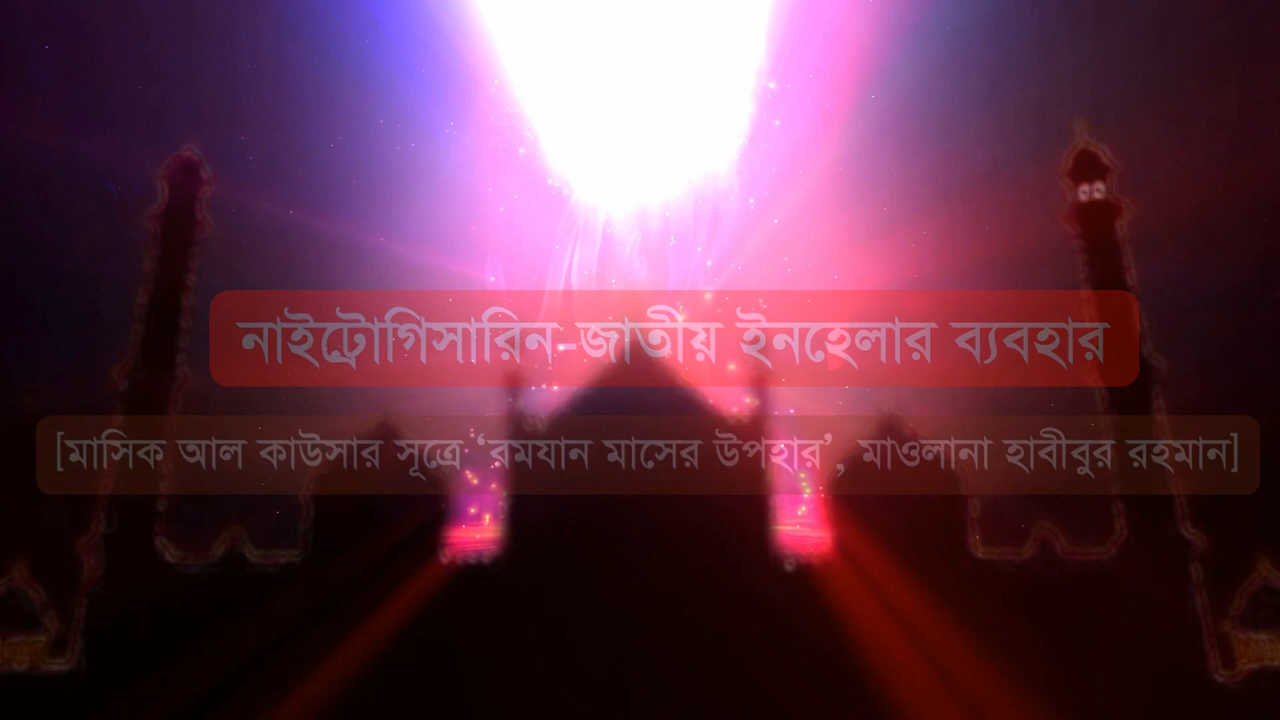 নাইট্রোগিসারিন-জাতীয় ইনহেলার ব্যবহার
[মাসিক আল কাউসার সূত্রে ‘রমযান মাসের উপহার’, মাওলানা হাবীবুর রহমান]